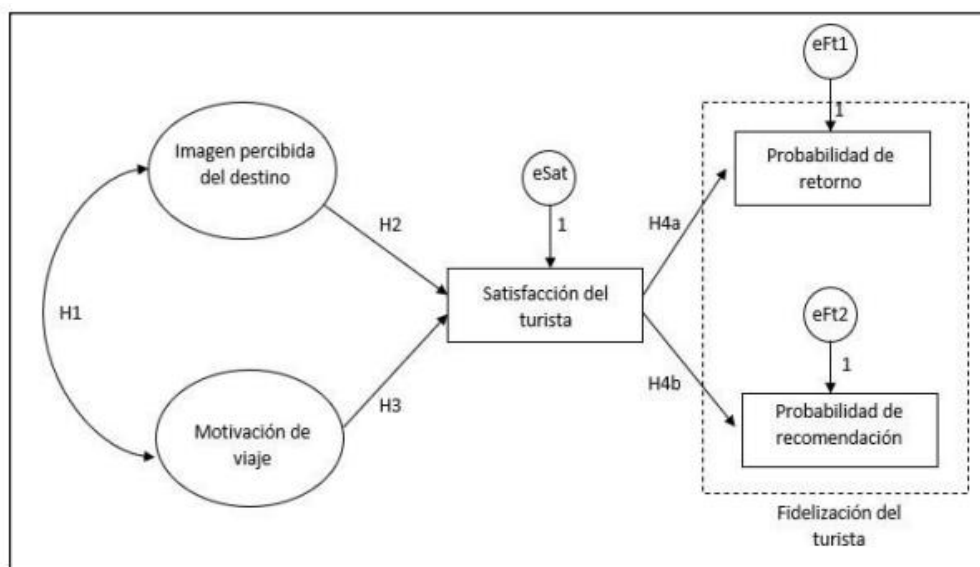 eFt1
1
Imagen percibida
del destino
Probabilidad de
retorno
eSat
H2
1
H4a
Satisfacción del
turista
H1
eFt2
H4b
1
H3
Motivación de
viaje
Probabilidad de
recomendación
Fidelización del
turista